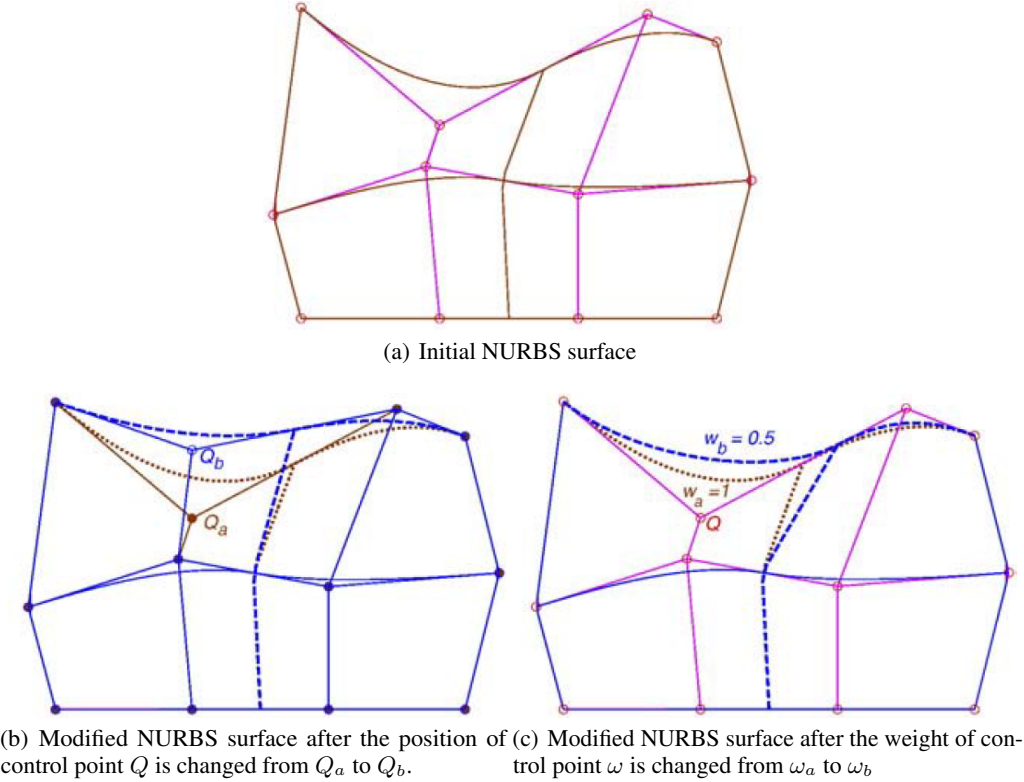 (a) Initial NURBS surface
Q_b
Q_a
w_b = 0.5
w_a =1
Q
(b) Modified NURBS surface after the position of
control point Q is changed from Q_a to Q_b.
(c) Modified NURBS surface after the weight of con-
trol point ω is changed from ω_a to ω_b